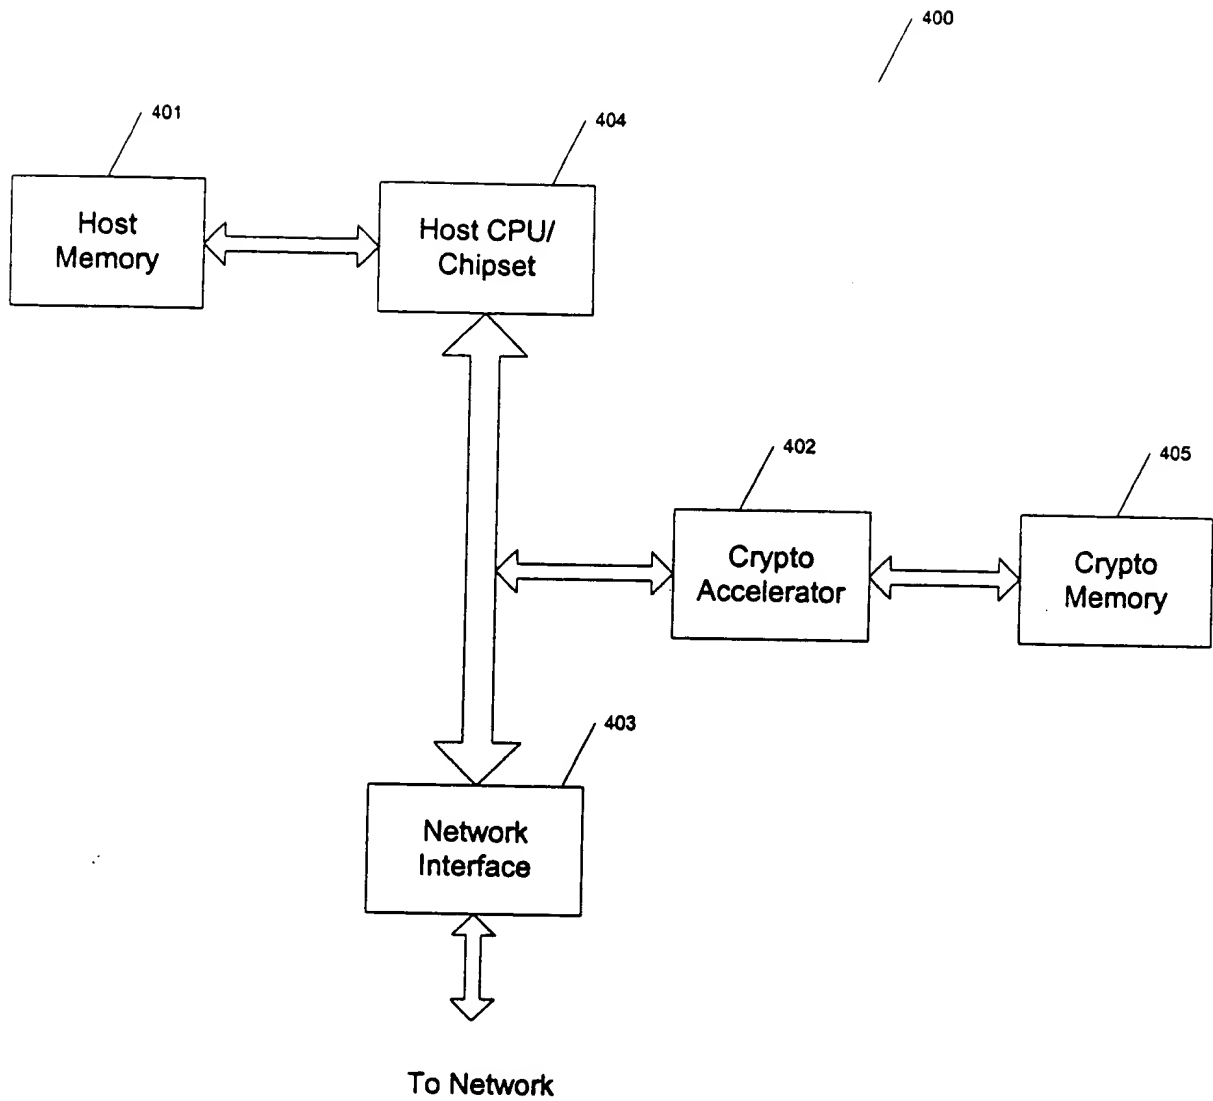 400
401
404
Host
Memory
Host CPU/
Chipset
402
405
Crypto
Accelerator
Crypto
Memory
403
Network
Interface
To Network